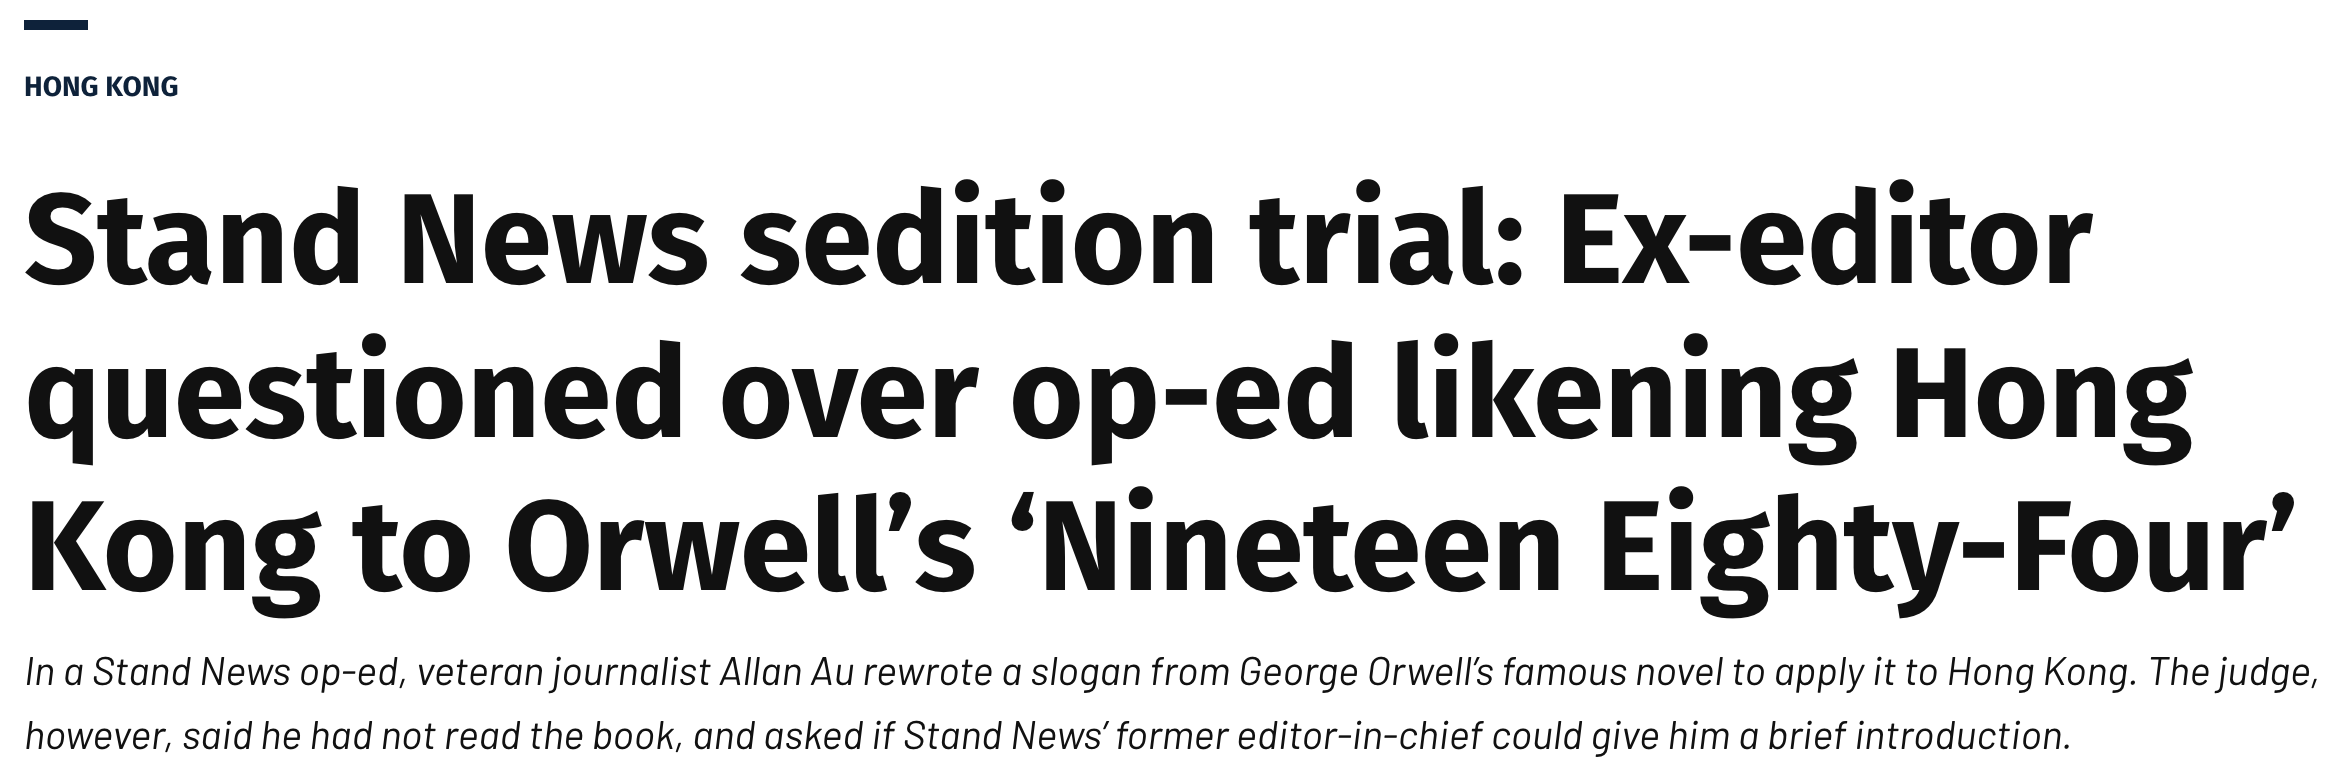 HONG KONG
Stand News sedition trial: Ex-editor
questioned over op-ed likening Hong
Kong to Orwell’s ‘Nineteen Eighty-Four’
In a Stand News op-ed, veteran journalist Allan Au rewrote a slogan from George Orwell’s famous novel to apply it to Hong Kong. The judge,
however, said he had not read the book, and asked if Stand News’ former editor-in-chief could give him a brief introduction.